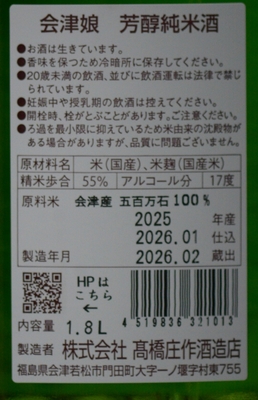 会津娘 芳醇純米酒
●お酒は生きています。
●香味を保つため冷暗所に保存してください。
●20歳未満の飲酒、並びに飲酒運転は法律で禁じ
られています。
●妊娠中や授乳期の飲酒は控えてください。
●開栓時、栓がとぶことがあります。ご注意ください。
●ろ過を最小限に抑えているため米由来の沈殿物が
ある場合がありますが、品質に問題ございません。
原材料名 米(国産)、米麹(国産米)
精米歩合 55% アルコール分 17度
原料米 会津産 五百万石100%
2025 年産
2026.01 仕込
製造年月 2026.02 蔵出
HPは
こちら
←
内容量 1.8L
4 519836 321013
製造者 株式会社 髙橋庄作酒造店
福島県会津若松市門田町大字一ノ堰字村東755